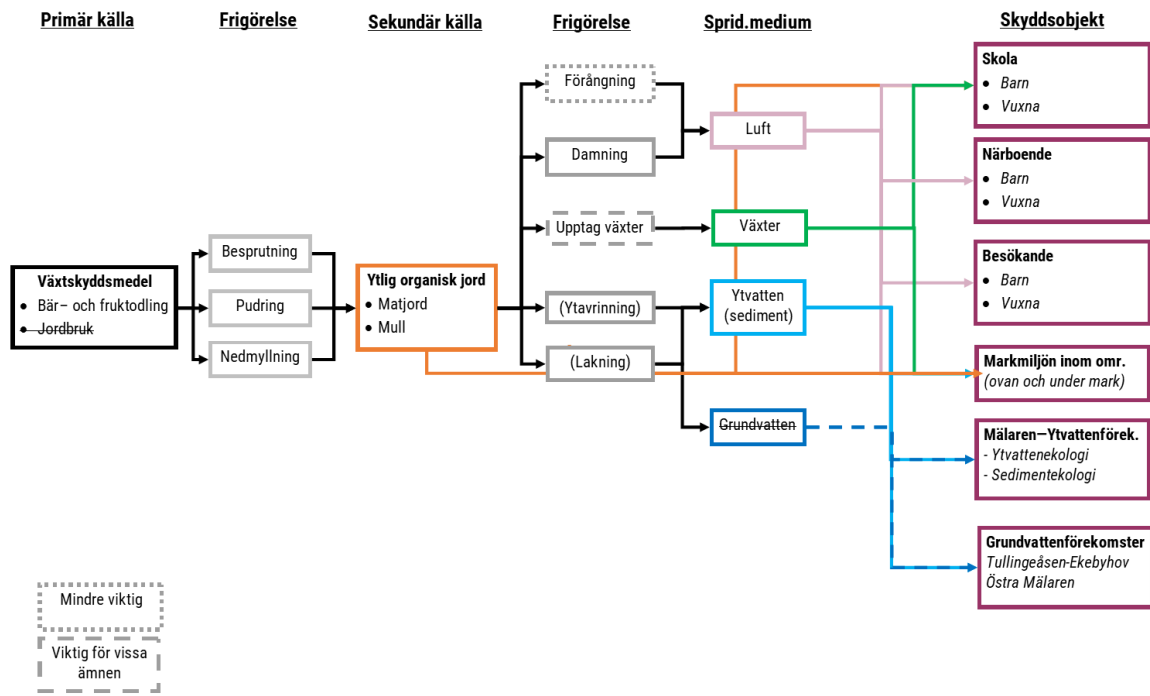 Primär källa
Frigörelse
Sekundär källa
Frigörelse
Sprid.medium
Skyddsobjekt
Växtskyddsmedel
• Bär– och fruktodling
• Jordbruk
Besprutning
Pudring
Nedmyllning
Ytlig organisk jord
• Matjord
• Mull
Förångning
Damning
Upptag växter
(Ytavrinning)
(Lakning)
Luft
Växter
Ytvatten
(sediment)
Grundvatten
Skola
• Barn
• Vuxna
Närboende
• Barn
• Vuxna
Besökande
• Barn
• Vuxna
Markmiljön inom omr.
(ovan och under mark)
Mälaren—Ytvattenförek.
- Ytvattenekologi
- Sedimentekologi
Grundvattenförekomster
Tullingeåsen-Ekebyhov
Östra Mälaren
Mindre viktig
Viktig för vissa
ämnen